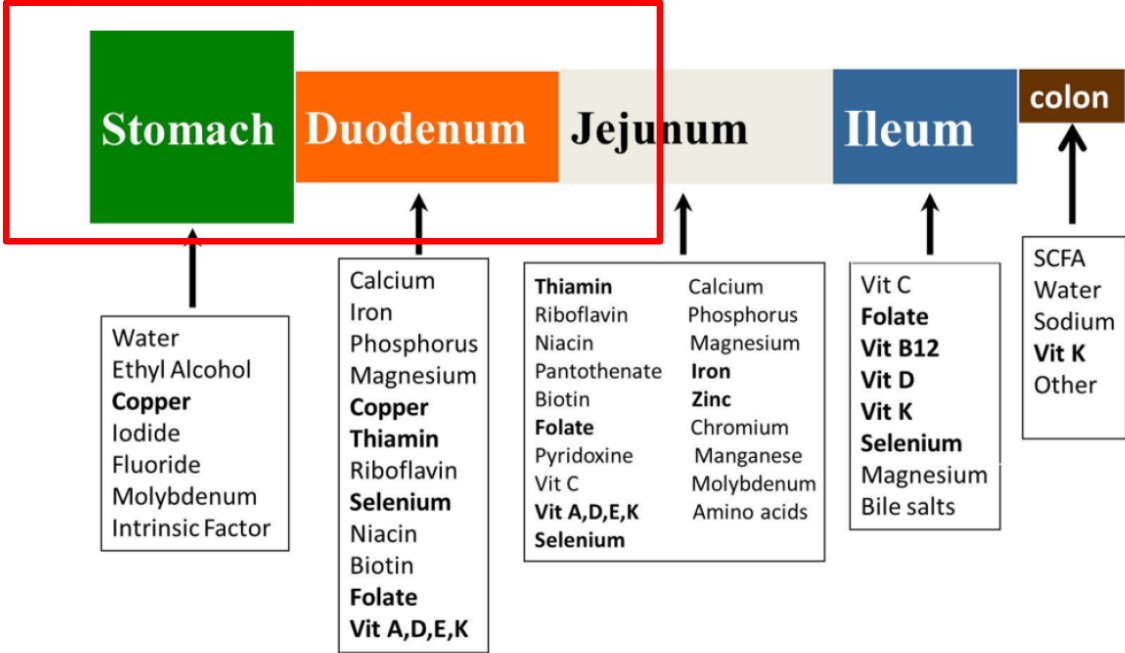 Stomach
Duodenum
Jejunum
Ileum
colon
Water
Ethyl Alcohol
Copper
Iodide
Fluoride
Molybdenum
Intrinsic Factor
Calcium
Iron
Phosphorus
Magnesium
Copper
Thiamin
Riboflavin
Selenium
Niacin
Biotin
Folate
Vit A,D,E,K
Thiamin
Riboflavin
Niacin
Pantothenate
Biotin
Folate
Pyridoxine
Vit C
Vit A,D,E,K
Selenium
Calcium
Phosphorus
Magnesium
Iron
Zinc
Chromium
Manganese
Molybdenum
Amino acids
Vit C
Folate
Vit B12
Vit D
Vit K
Selenium
Magnesium
Bile salts
SCFA
Water
Sodium
Vit K
Other